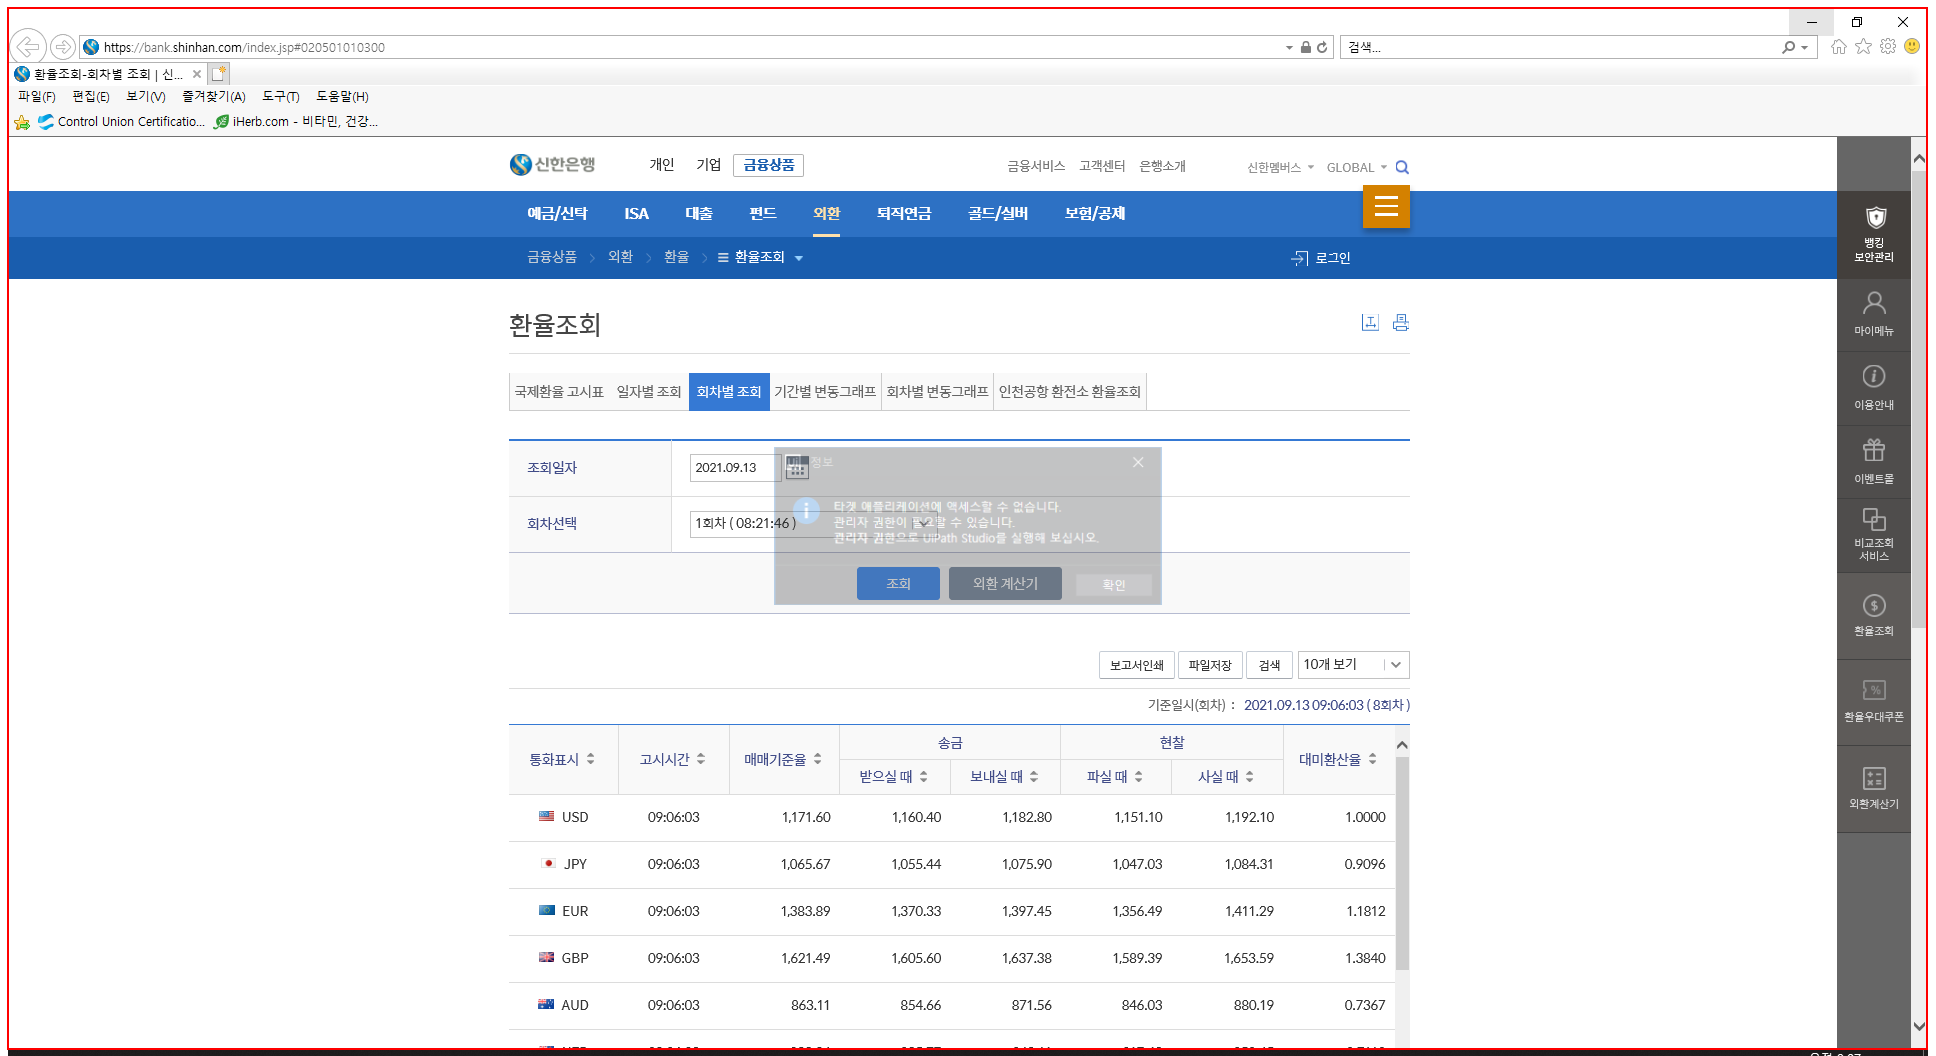 https://bank.shinhan.com/index.jsp#020501010300
검색...
환율조회-회차별 조회 | 신...
파일(F) 편집(E) 보기(V) 즐겨찾기(A) 도구(T) 도움말(H)
Control Union Certificatio... iHerb.com - 비타민, 건강...
신한은행 개인 기업 금융상품 금융서비스 고객센터 은행소개 신한멤버스 GLOBAL
예금/신탁 ISA 대출 펀드 외환 퇴직연금 골드/실버 보험/공제
금융상품 외환 환율 환율조회 로그인
뱅킹
보안관리
마이메뉴
이용안내
이벤트몰
비교조회
서비스
환율조회
환율우대쿠폰
외환계산기
환율조회
국제환율 고시표 일자별 조회 회차별 조회 기간별 변동그래프 회차별 변동그래프 인천공항 환전소 환율조회
조회일자 2021.09.13
회차선택 1회차 ( 08:21:46 )
정보
타겟 애플리케이션에 액세스할 수 없습니다.
관리자 권한이 필요할 수 있습니다.
관리자 권한으로 UiPath Studio를 실행해 보십시오.
조회 외환 계산기 확인
보고서인쇄 파일저장 검색 10개 보기
기준일시(회차) : 2021.09.13 09:06:03 ( 8회차 )
통화표시 고시시간 매매기준율 송금 현찰 대미환산율
받으실 때 보내실 때 파실 때 사실 때
USD 09:06:03 1,171.60 1,160.40 1,182.80 1,151.10 1,192.10 1.0000
JPY 09:06:03 1,065.67 1,055.44 1,075.90 1,047.03 1,084.31 0.9096
EUR 09:06:03 1,383.89 1,370.33 1,397.45 1,356.49 1,411.29 1.1812
GBP 09:06:03 1,621.49 1,605.60 1,637.38 1,589.39 1,653.59 1.3840
AUD 09:06:03 863.11 854.66 871.56 846.03 880.19 0.7367